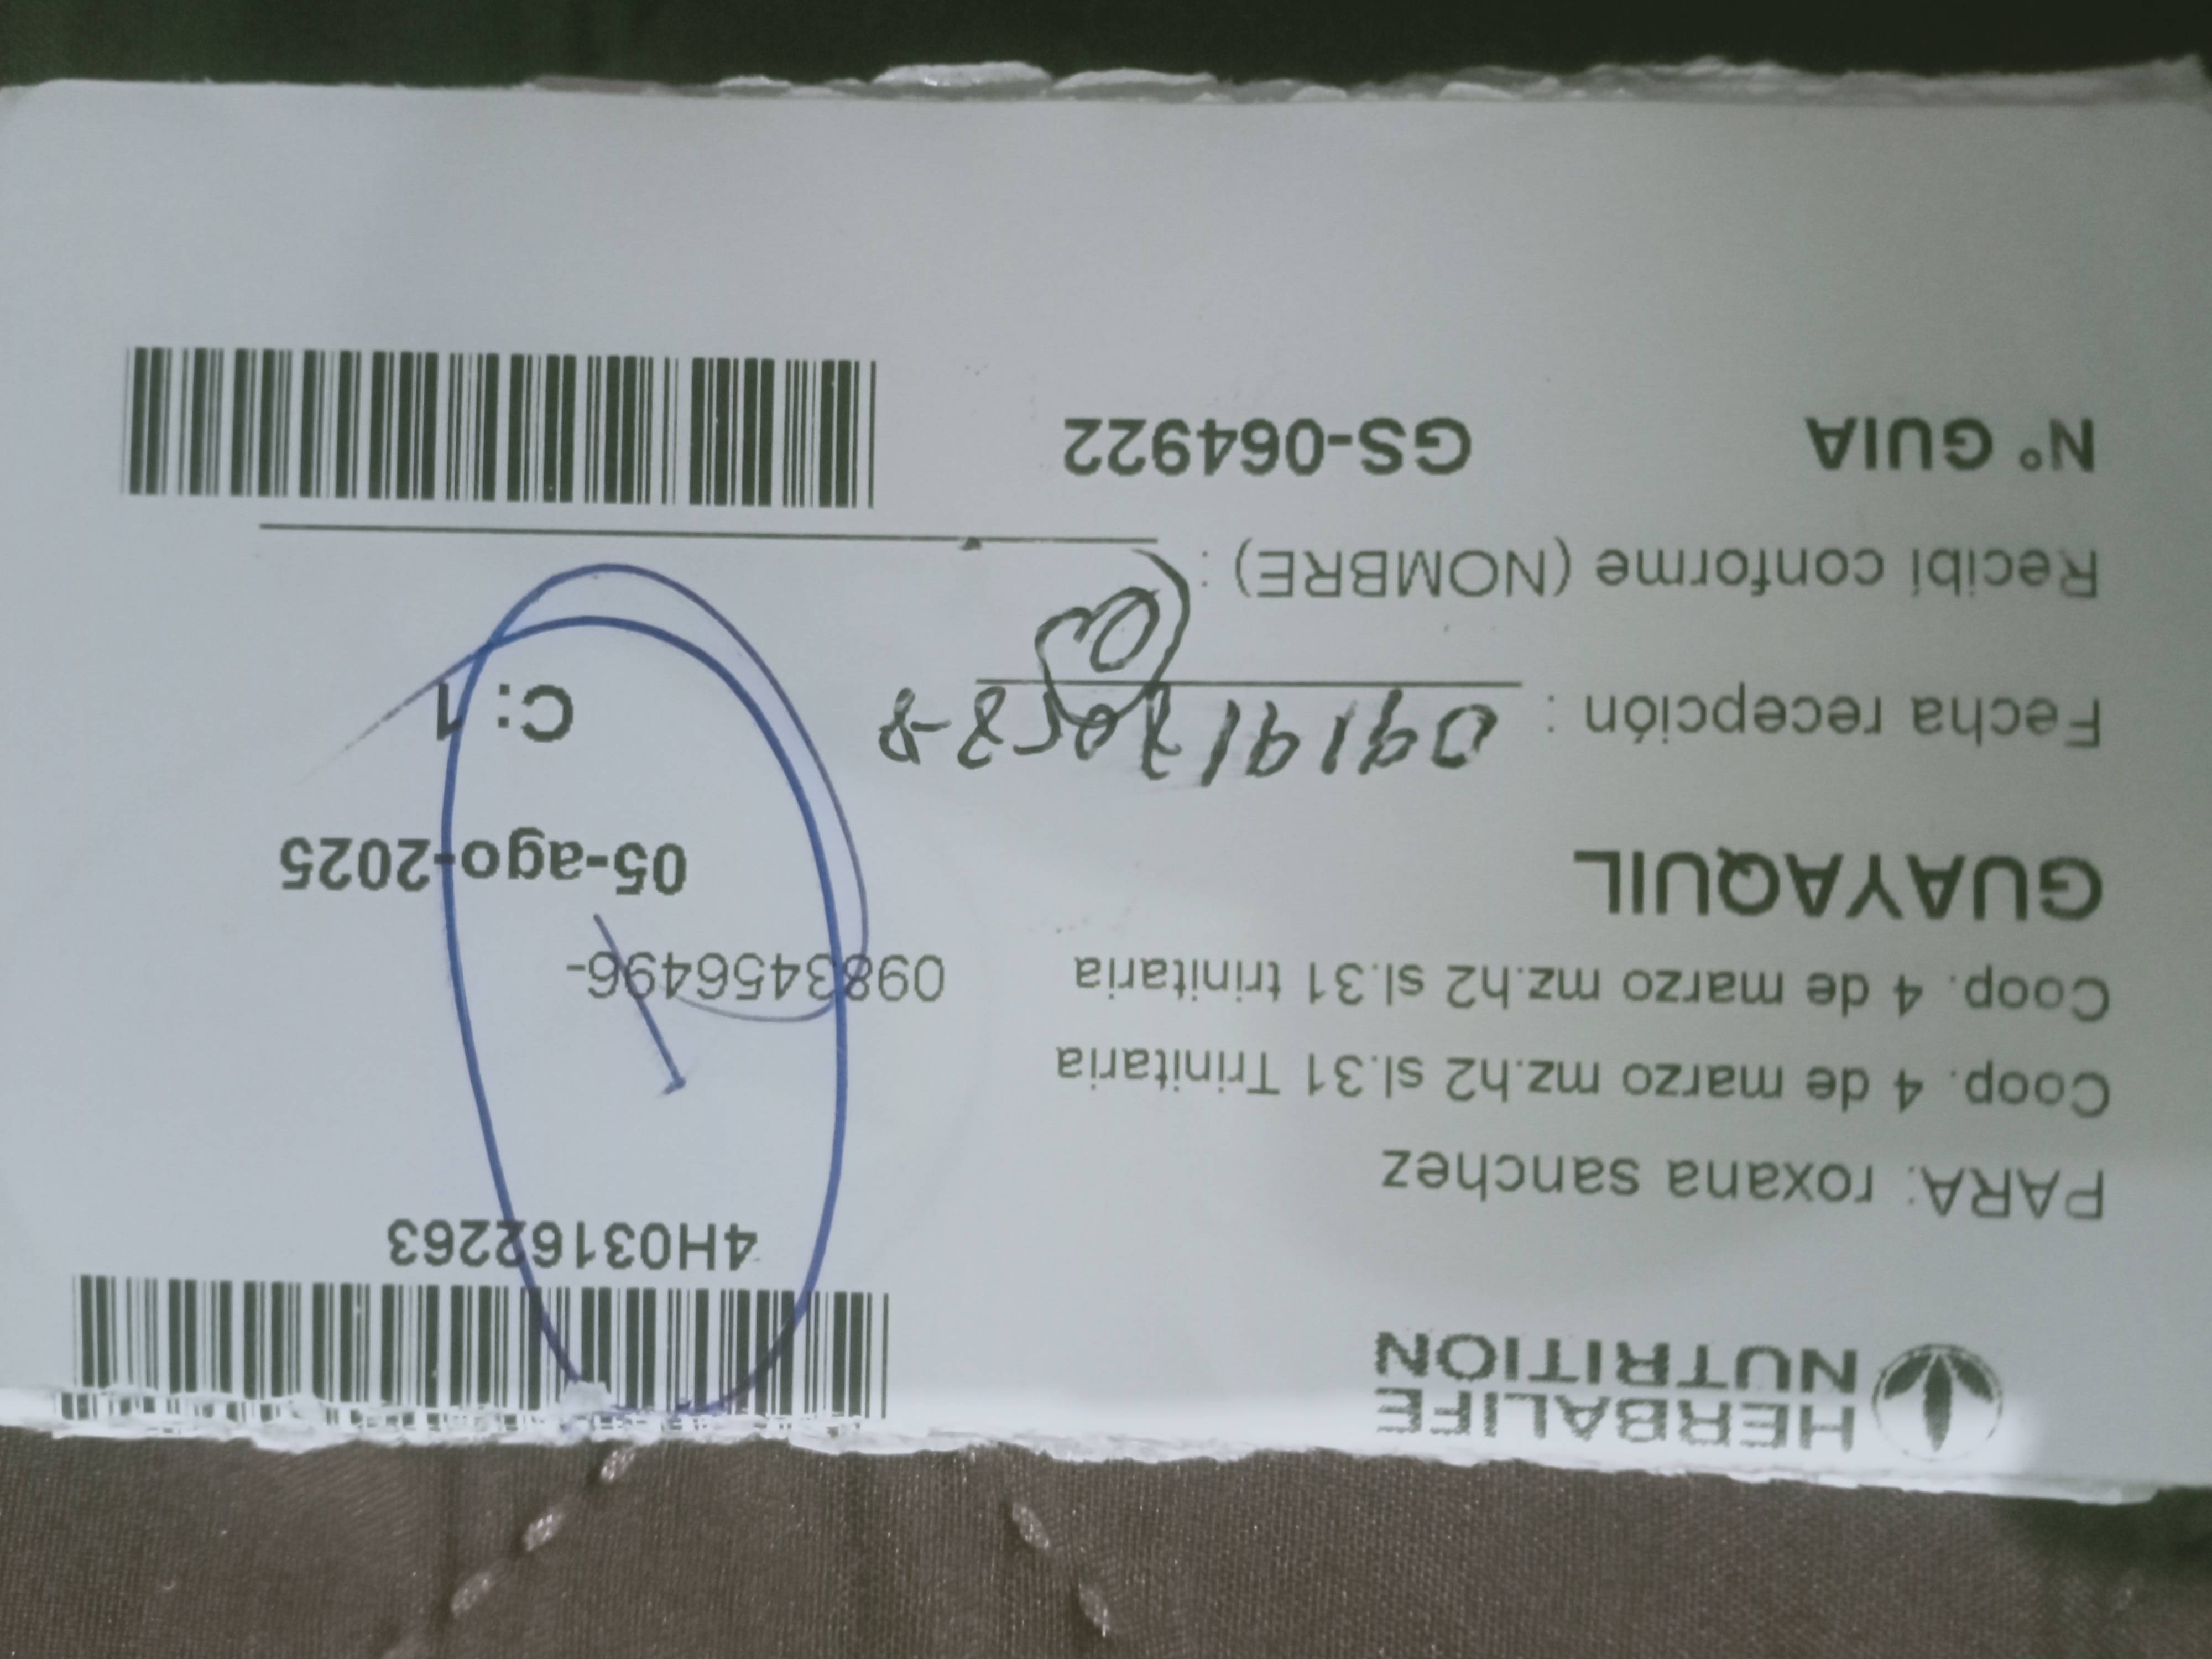 HERBALIFE
NUTRITION
4H03162263
PARA: roxana sanchez
Coop. 4 de marzo mz.h2 sl.31 Trinitaria
Coop. 4 de marzo mz.h2 sl.31 trinitaria 0983456496-
GUAYAQUIL 05-ago-2025
Fecha recepción :
C: 1
Recibí conforme (NOMBRE) :
N° GUIA GS-064922